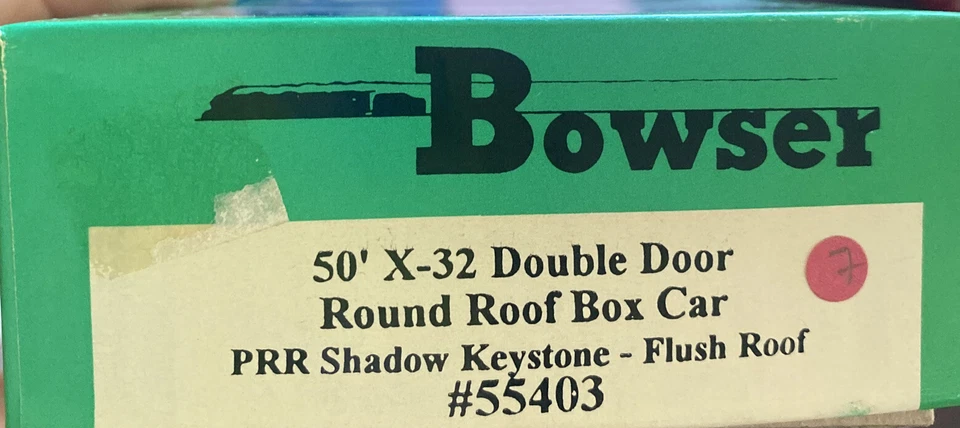 Bowser
50' X-32 Double Door
Round Roof Box Car
PRR Shadow Keystone - Flush Roof
#55403
7